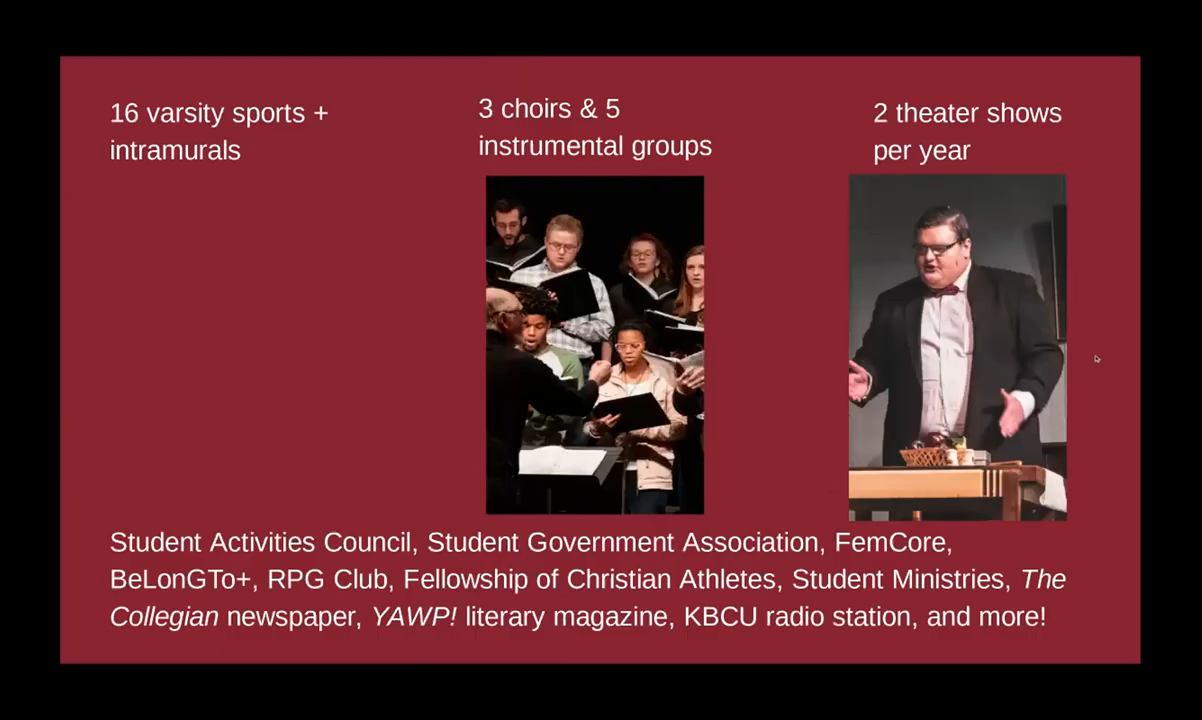 16 varsity sports +
intramurals
3 choirs & 5
instrumental groups
2 theater shows
per year
Student Activities Council, Student Government Association, FemCore,
BeLonGTo+, RPG Club, Fellowship of Christian Athletes, Student Ministries, The
Collegian newspaper, YAWP! literary magazine, KBCU radio station, and more!